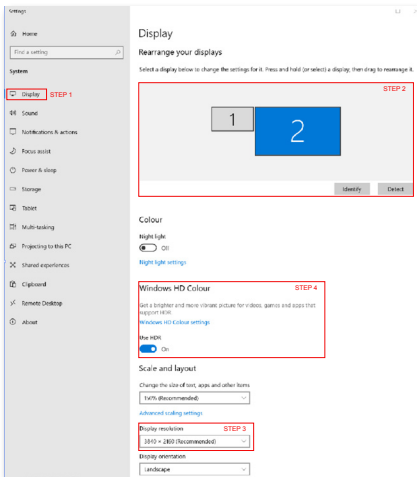 Settings
Home
Find a setting
System
Display
STEP 1
Sound
Notifications & actions
Focus assist
Power & sleep
Storage
Tablet
Multi-tasking
Projecting to this PC
Shared experiences
Clipboard
Remote Desktop
About
Display
Rearrange your displays
Select a display below to change the settings for it. Press and hold (or select) a display, then drag to rearrange it.
STEP 2
1
2
Identify
Detect
Colour
Night light
Off
Night light settings
Windows HD Colour
STEP 4
Get a brighter and more vibrant picture for videos, games and apps that
support HDR.
Windows HD Colour settings
Use HDR
On
Scale and layout
Change the size of text, apps and other items
150% (Recommended)
Advanced scaling settings
Display resolution
STEP 3
3840 × 2160 (Recommended)
Display orientation
Landscape